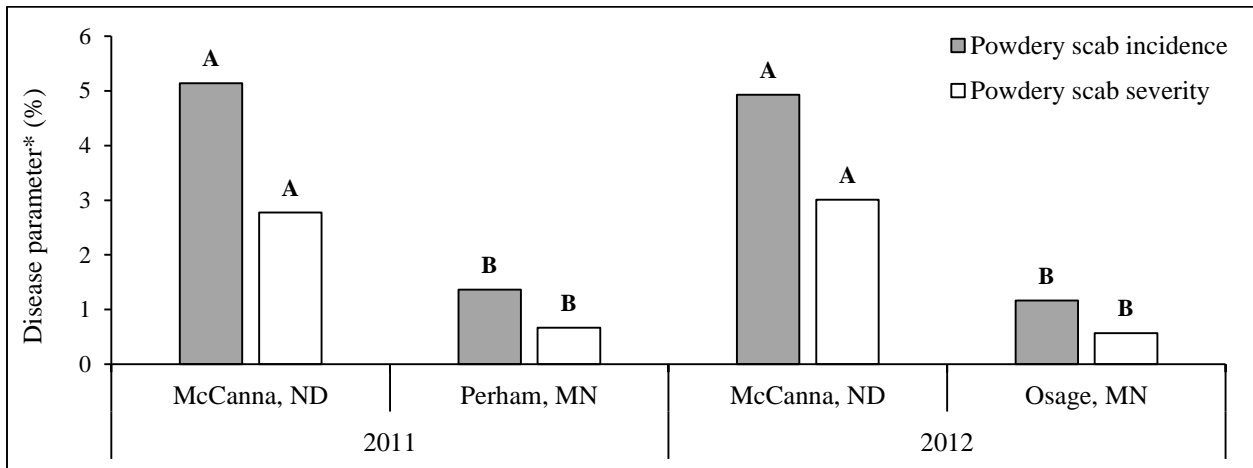 Disease parameter* (%)
6
5
4
3
2
1
0
A
A
B
B
A
A
B
B
Powdery scab incidence
Powdery scab severity
McCanna, ND
Perham, MN
McCanna, ND
Osage, MN
2011
2012